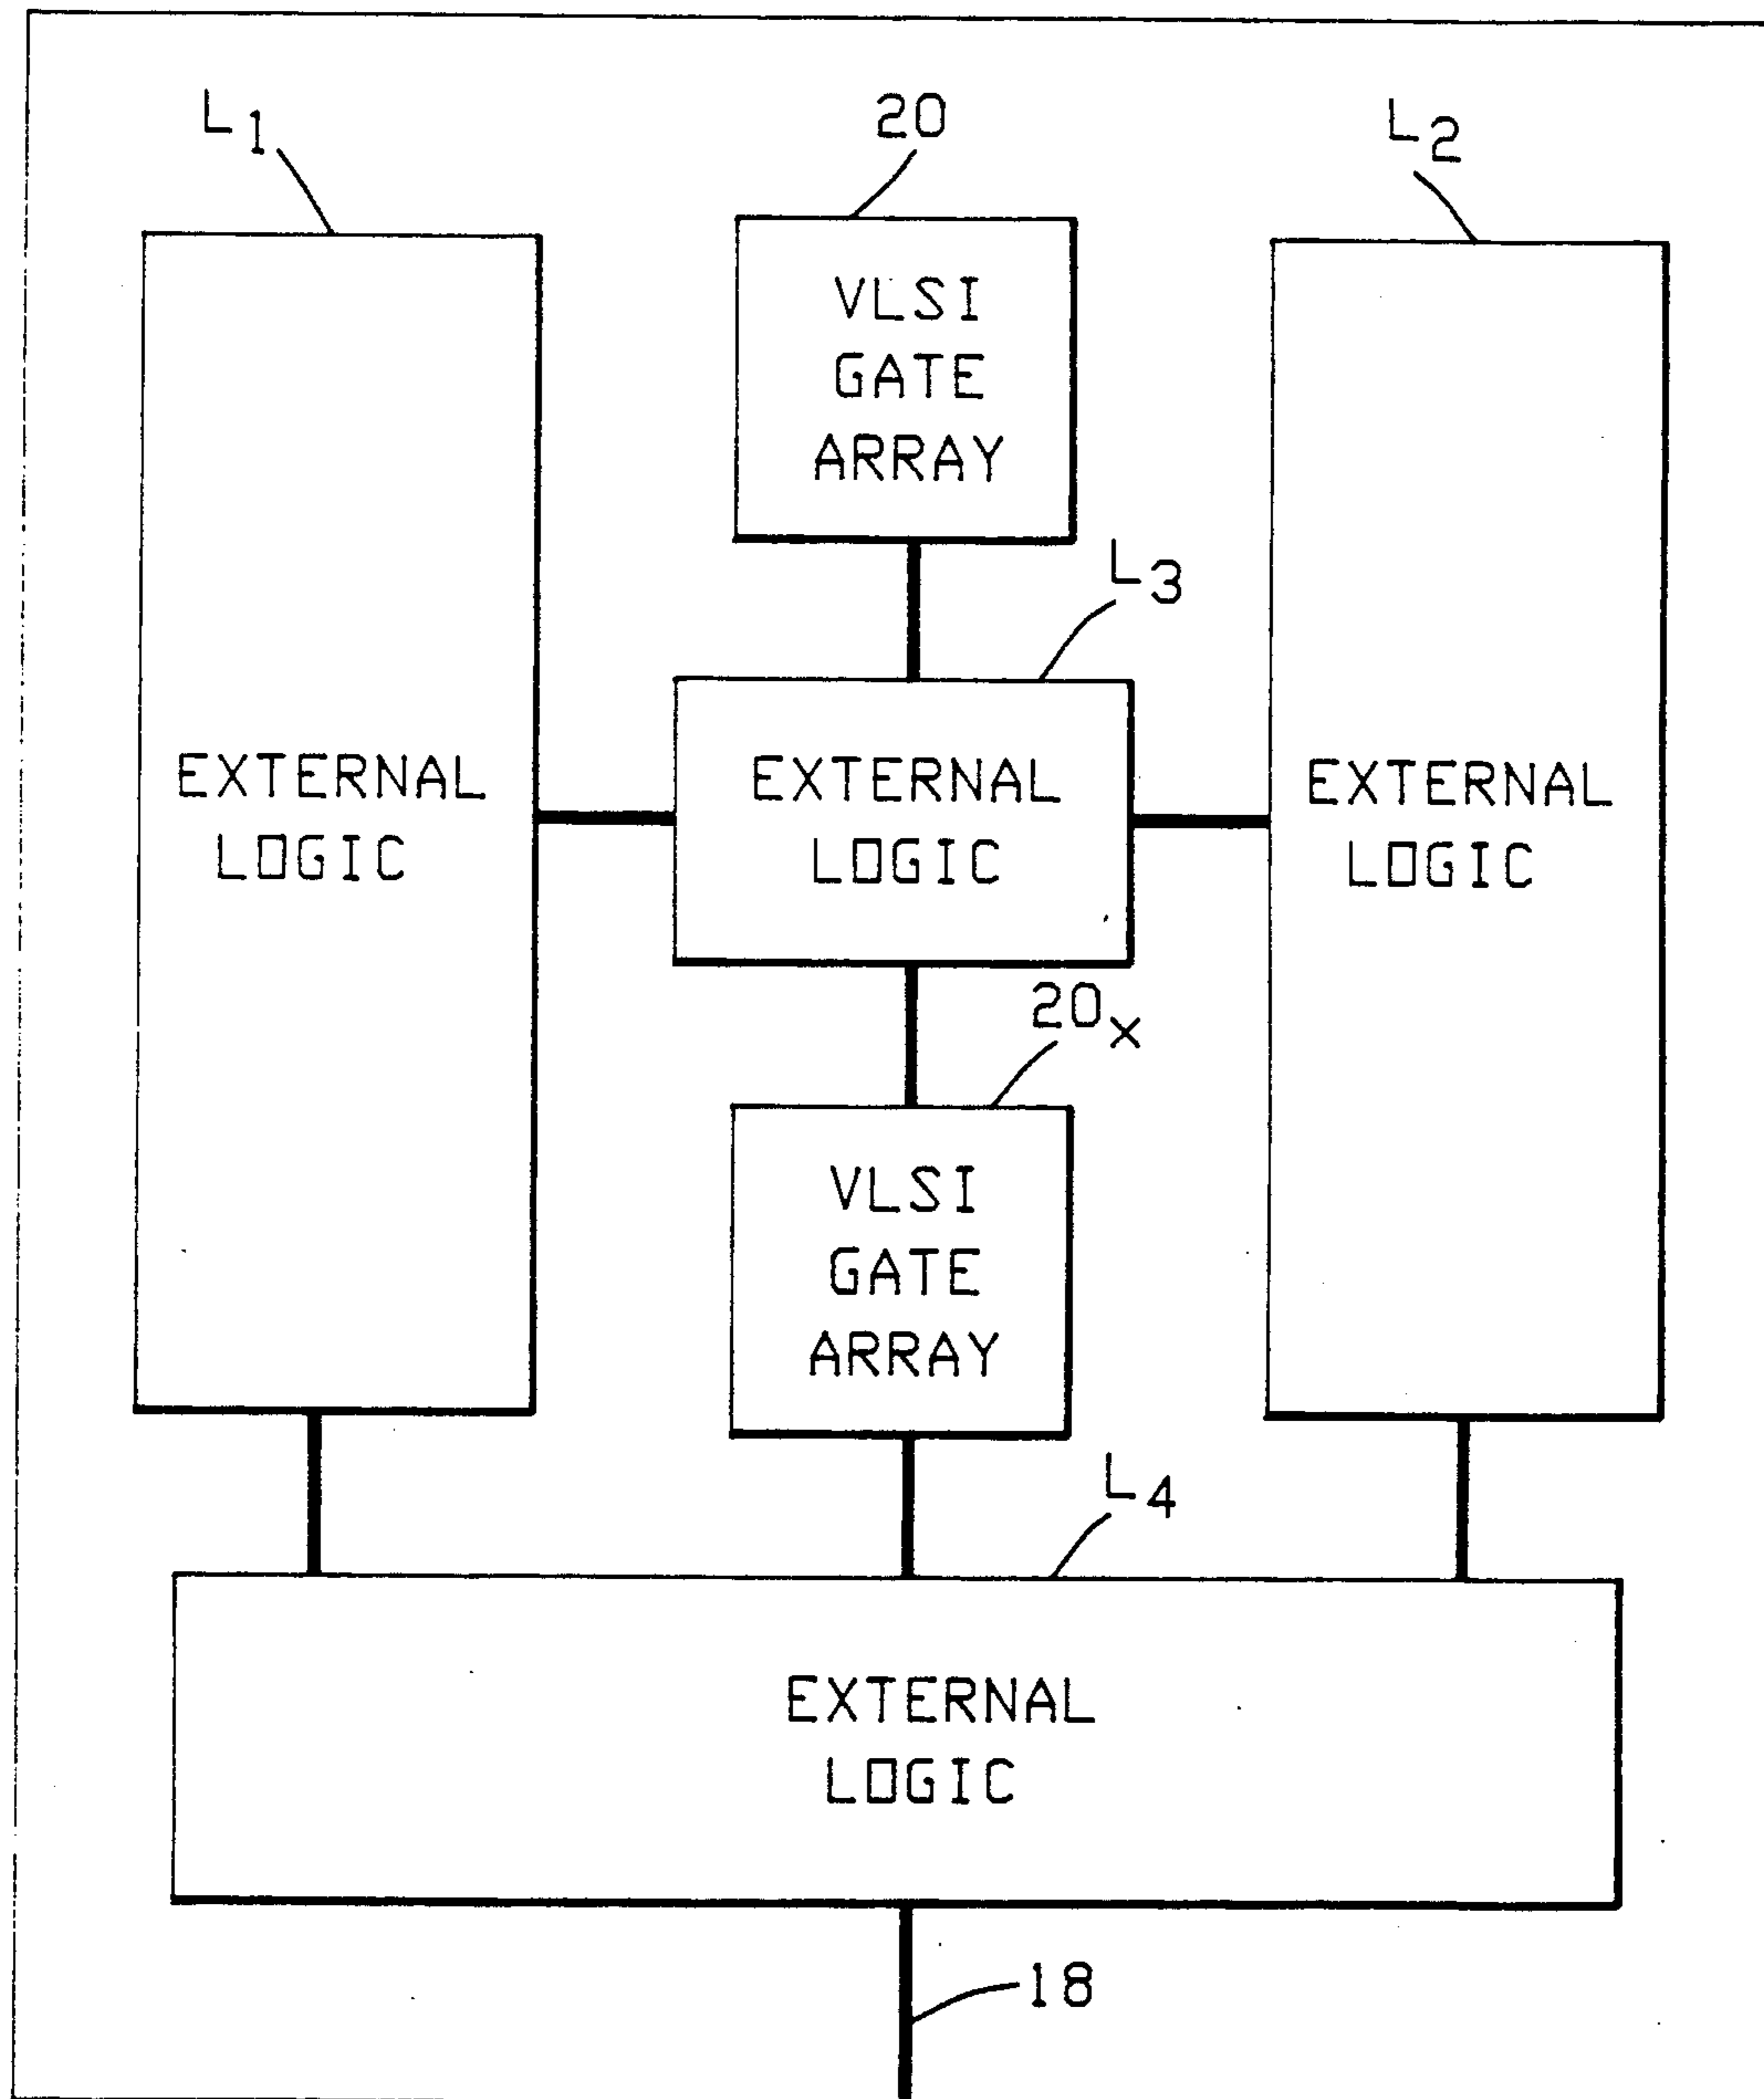 L1
20
L2
VLSI
GATE
ARRAY
L3
EXTERNAL
LOGIC
EXTERNAL
LOGIC
EXTERNAL
LOGIC
20X
VLSI
GATE
ARRAY
L4
EXTERNAL
LOGIC
18